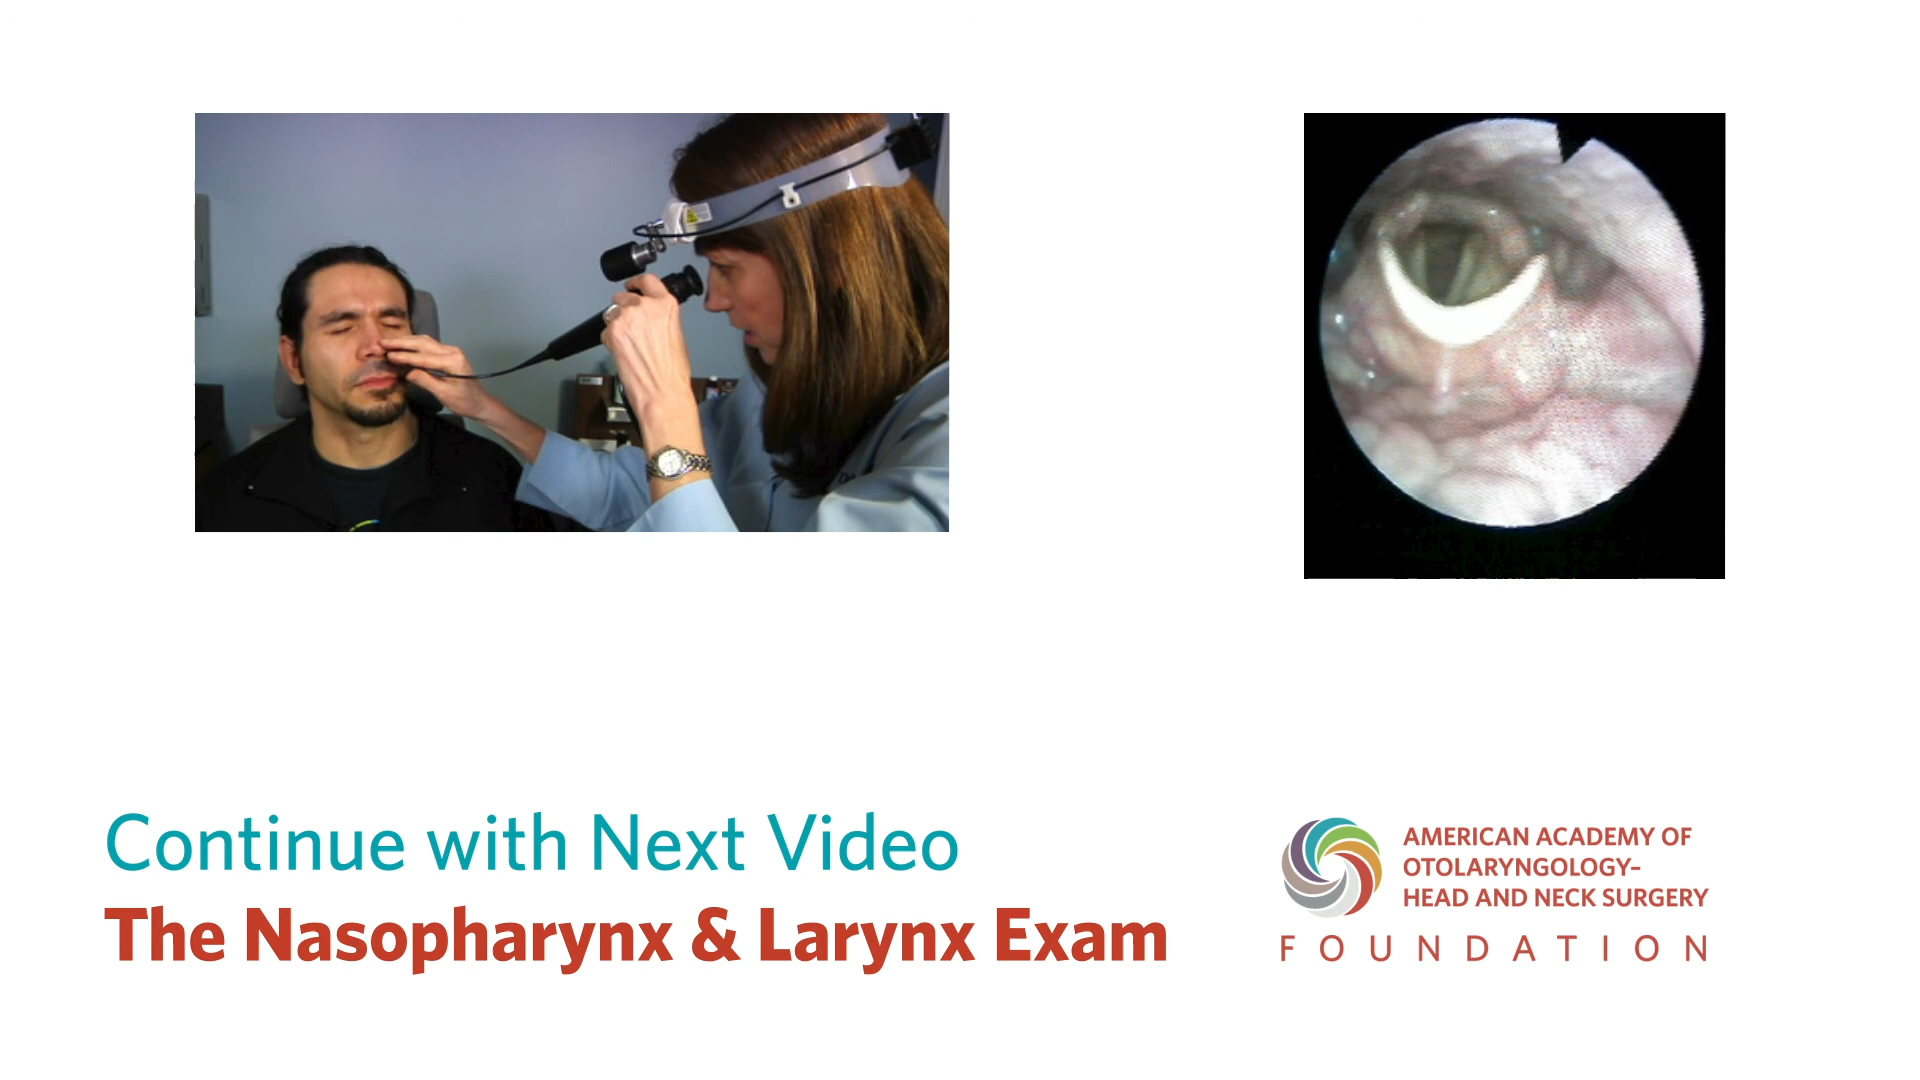 Continue with Next Video
The Nasopharynx & Larynx Exam
AMERICAN ACADEMY OF
OTOLARYNGOLOGY–
HEAD AND NECK SURGERY
FOUNDATION